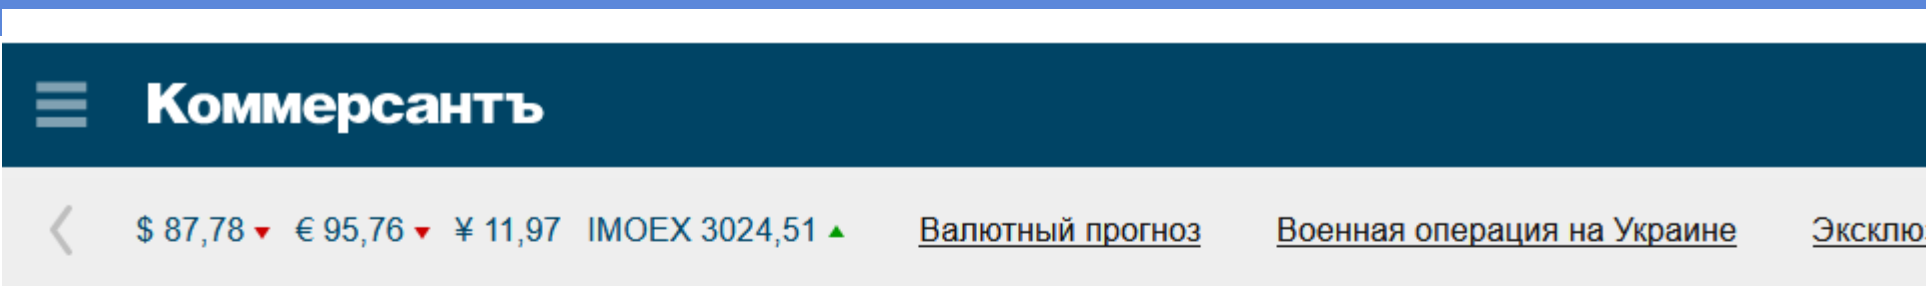 Коммерсантъ
$ 87,78 ▼ € 95,76 ▼ ¥ 11,97 IMOEX 3024,51 ▲ Валютный прогноз Военная операция на Украине